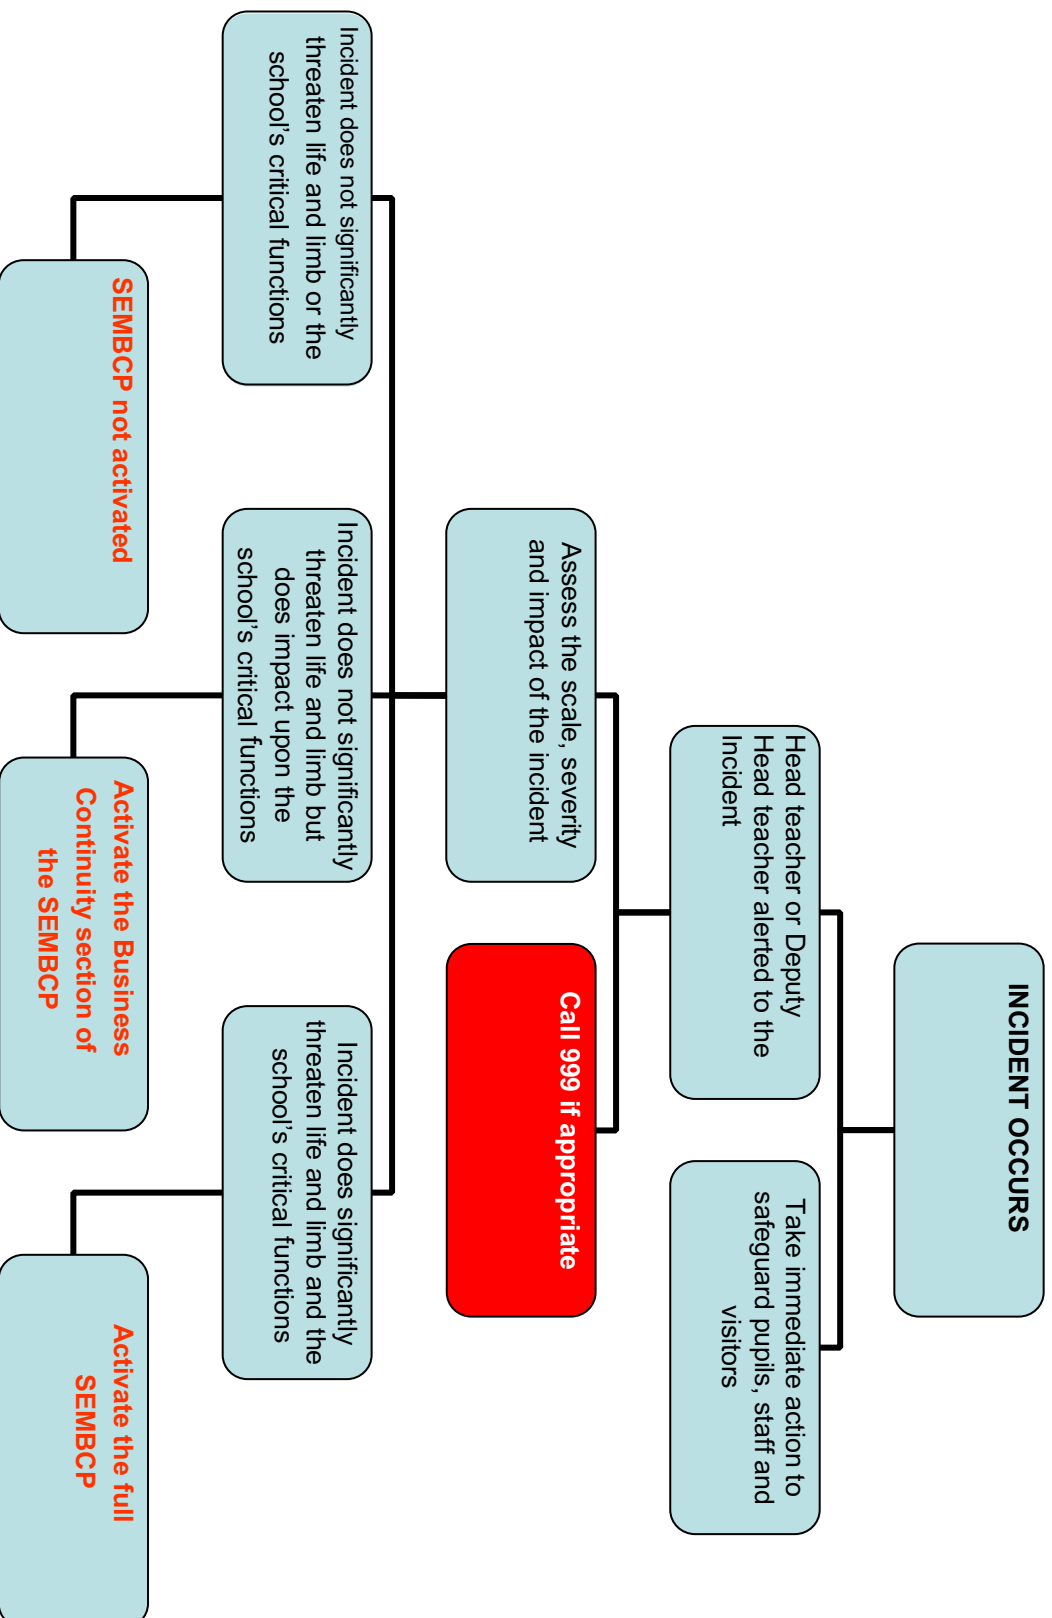 INCIDENT OCCURS
Head teacher or Deputy
Head teacher alerted to the
Incident
Take immediate action to
safeguard pupils, staff and
visitors
Assess the scale, severity
and impact of the incident
Call 999 if appropriate
Incident does not significantly
threaten life and limb or the
school's critical functions
Incident does not significantly
threaten life and limb but
does impact upon the
school's critical functions
Incident does significantly
threaten life and limb and the
school's critical functions
SEMBCP not activated
Activate the Business
Continuity section of
the SEMBCP
Activate the full
SEMBCP